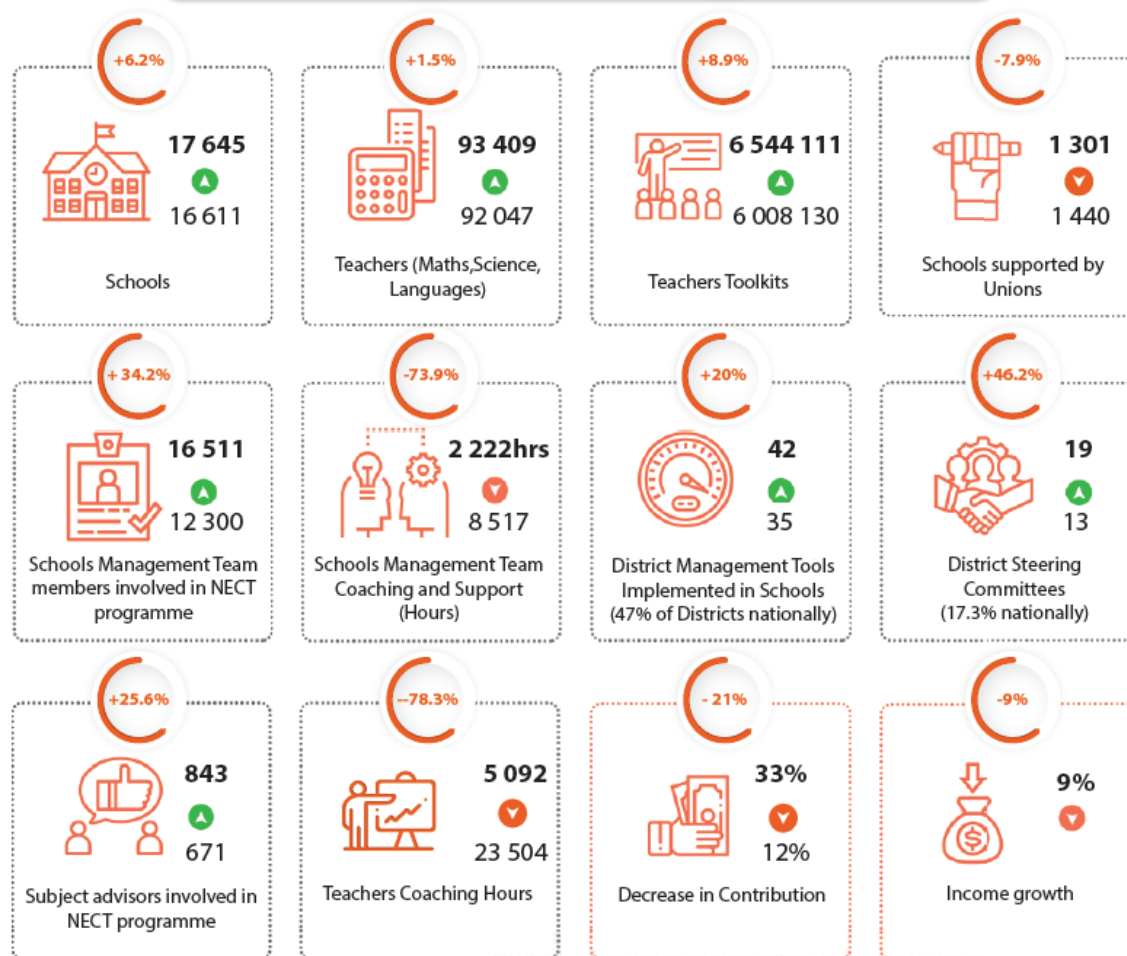 +6.2%
17 645
16 611
Schools
+1.5%
93 409
92 047
Teachers (Maths,Science,
Languages)
+8.9%
6 544 111
6 008 130
Teachers Toolkits
-7.9%
1 301
1 440
Schools supported by
Unions
+ 34.2%
16 511
12 300
Schools Management Team
members involved in NECT
programme
-73.9%
2 222hrs
8 517
Schools Management Team
Coaching and Support
(Hours)
+20%
42
35
District Management Tools
Implemented in Schools
(47% of Districts nationally)
+46.2%
19
13
District Steering
Committees
(17.3% nationally)
+25.6%
843
671
Subject advisors involved in
NECT programme
--78.3%
5 092
23 504
Teachers Coaching Hours
- 21%
33%
12%
Decrease in Contribution
-9%
9%
Income growth